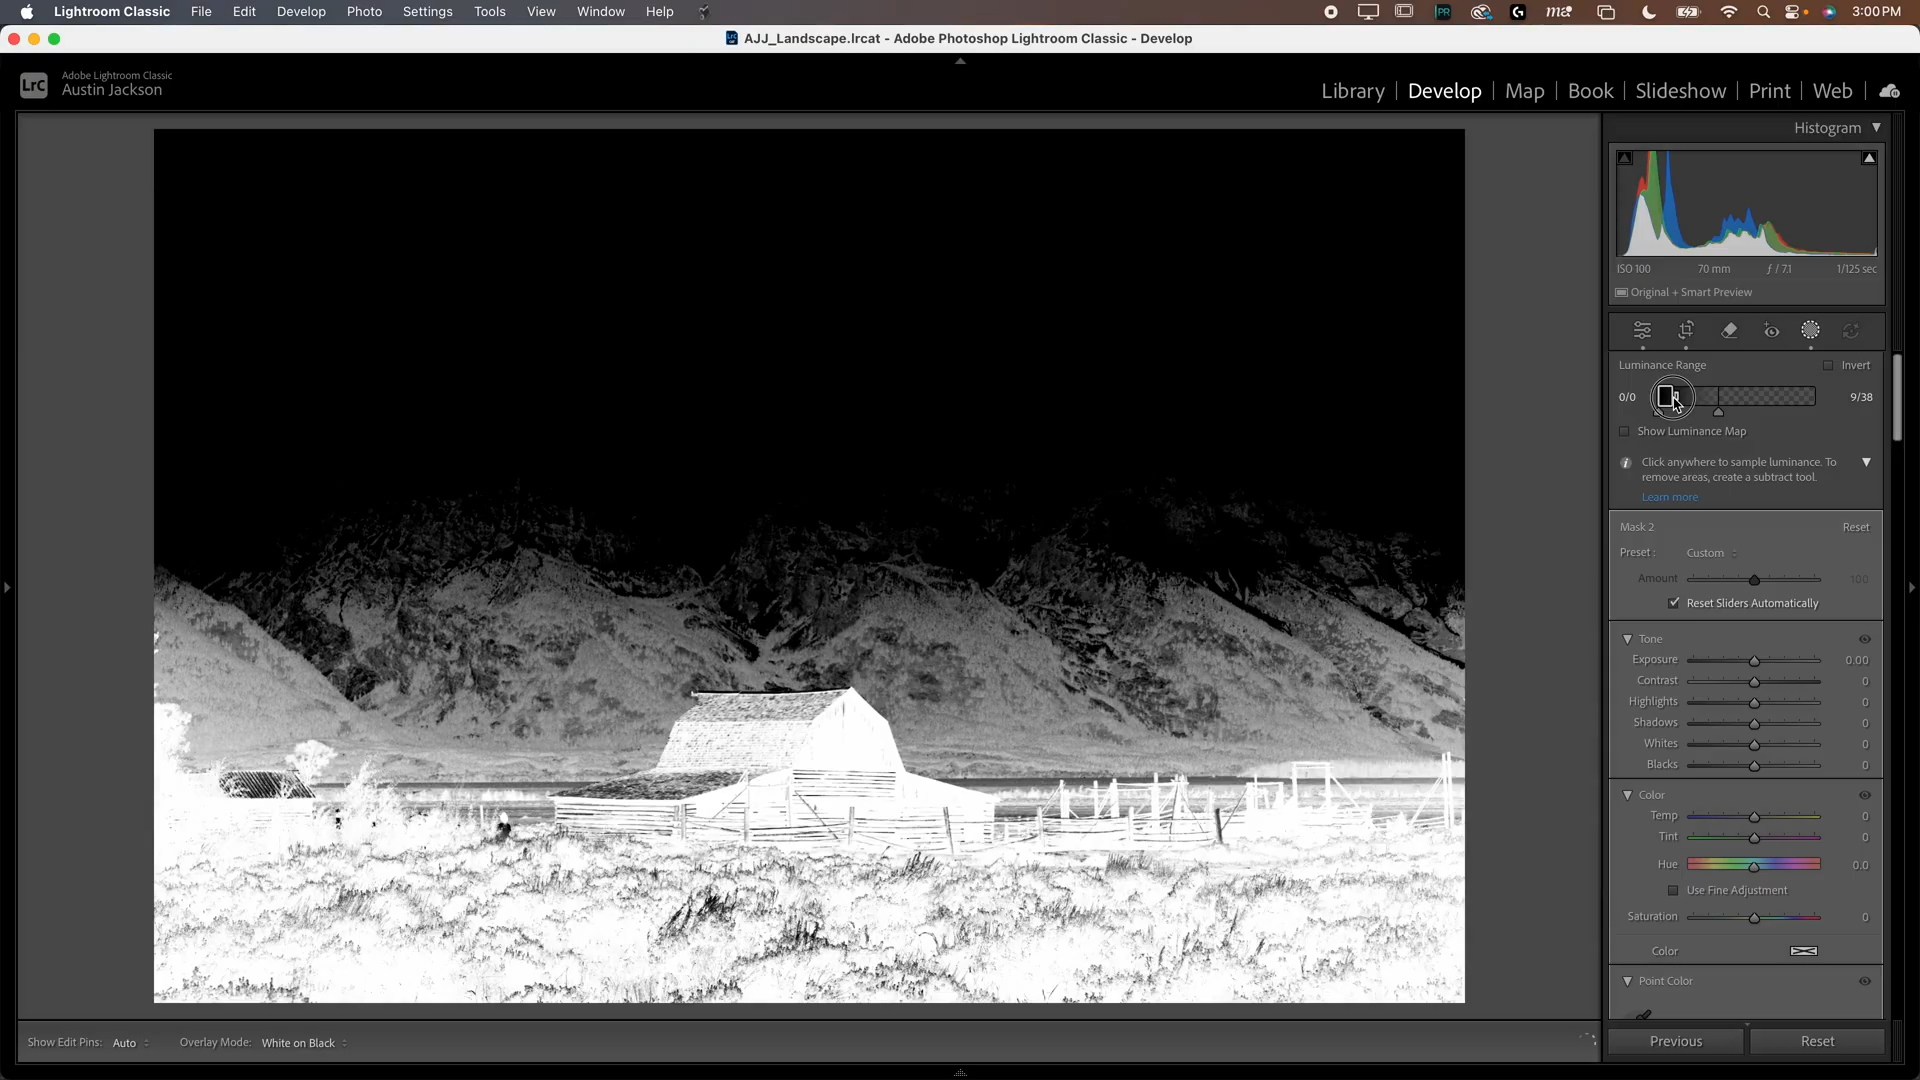 Lightroom Classic File Edit Develop Photo Settings Tools View Window Help 3:00 PM
AJJ_Landscape.lrcat - Adobe Photoshop Lightroom Classic - Develop
LrC
Adobe Lightroom Classic
Austin Jackson
Library Develop Map Book Slideshow Print Web
Histogram
ISO 100 70 mm ƒ / 7.1 1/125 sec
Original + Smart Preview
Luminance Range Invert
0/0 9/38
Show Luminance Map
Click anywhere to sample luminance. To
remove areas, create a subtract tool.
Learn more
Mask 2 Reset
Preset : Custom
Amount 100
Reset Sliders Automatically
Tone
Exposure 0.00
Contrast 0
Highlights 0
Shadows 0
Whites 0
Blacks 0
Color
Temp 0
Tint 0
Hue 0.0
Use Fine Adjustment
Saturation 0
Color
Point Color
Show Edit Pins: Auto Overlay Mode: White on Black
Previous Reset